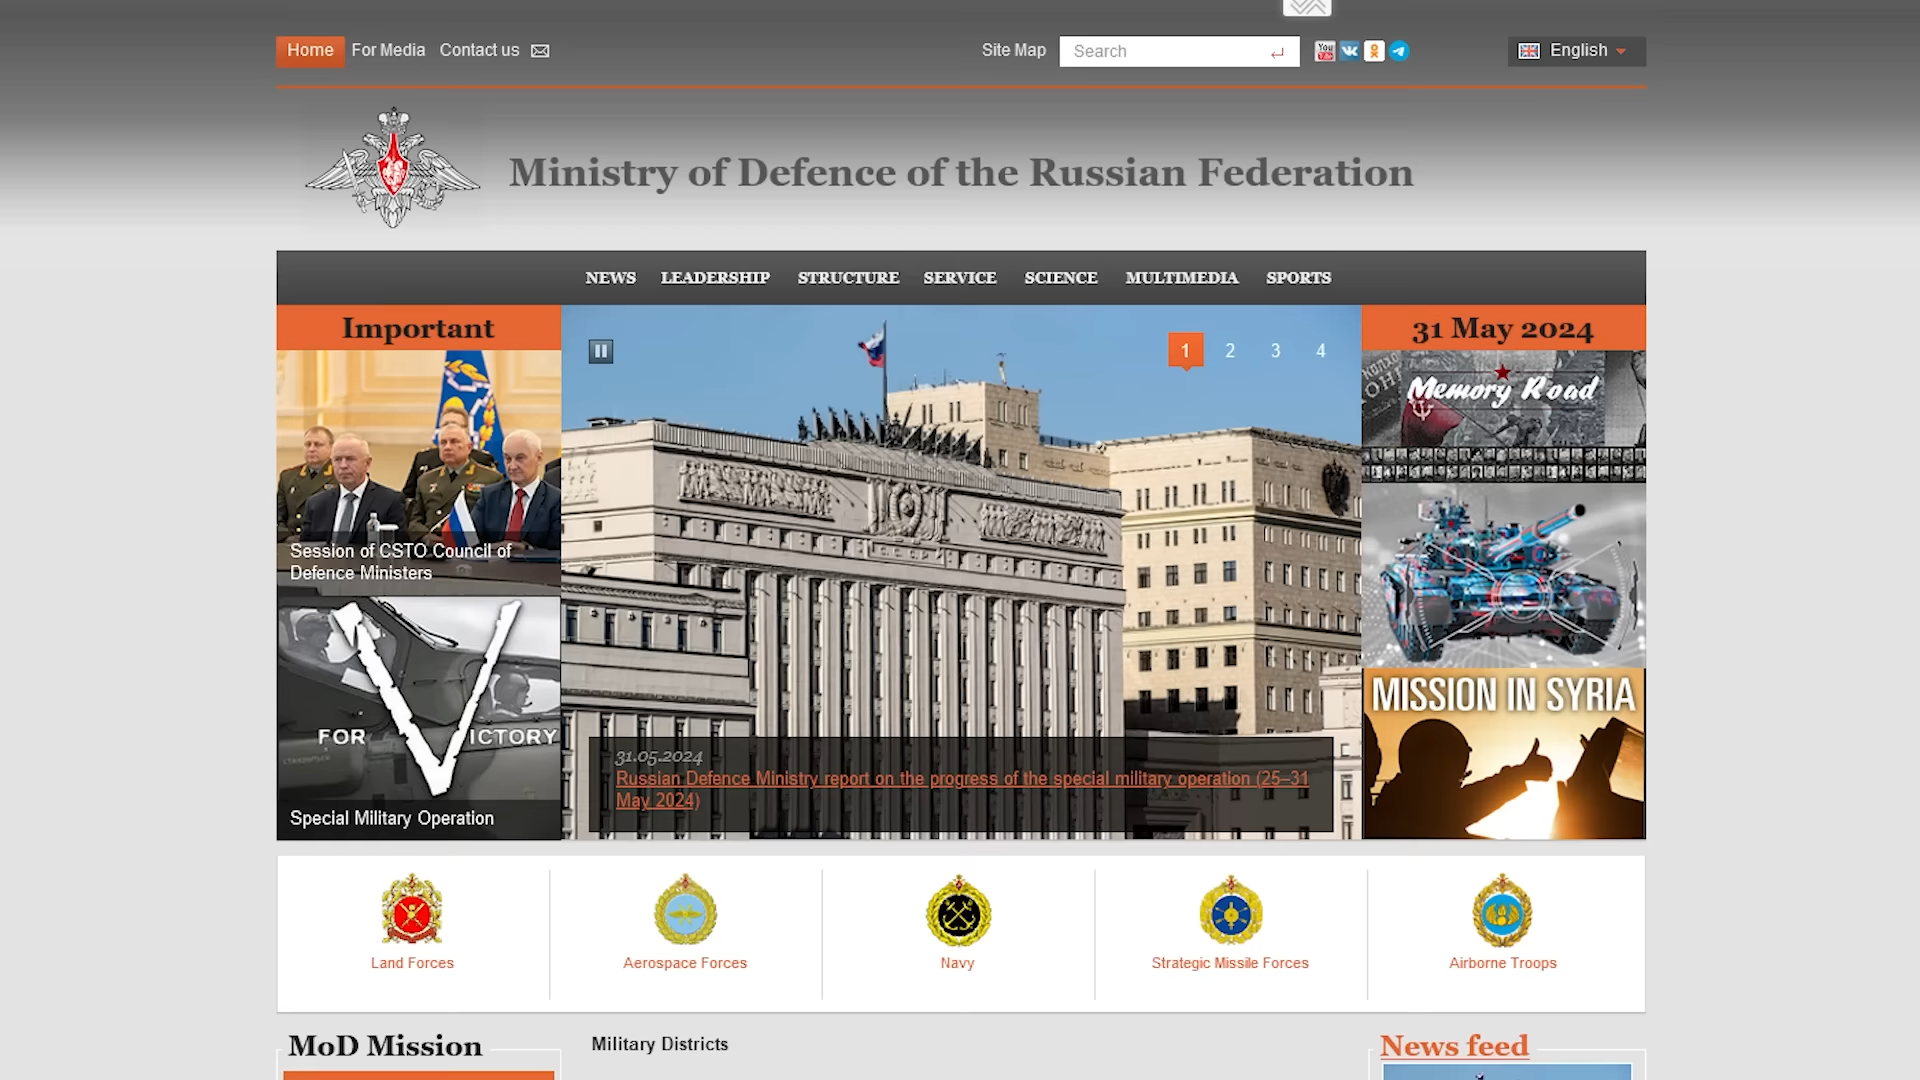 Home For Media Contact us
Site Map Search English
You
Ministry of Defence of the Russian Federation
NEWS LEADERSHIP STRUCTURE SERVICE SCIENCE MULTIMEDIA SPORTS
Important
Session of CSTO Council of
Defence Ministers
FOR VICTORY
Special Military Operation
1 2 3 4
31.05.2024
Russian Defence Ministry report on the progress of the special military operation (25–31
May 2024)
31 May 2024
Memory Road
MISSION IN SYRIA
Land Forces
Aerospace Forces
Navy
Strategic Missile Forces
Airborne Troops
MoD Mission
Military Districts
News feed